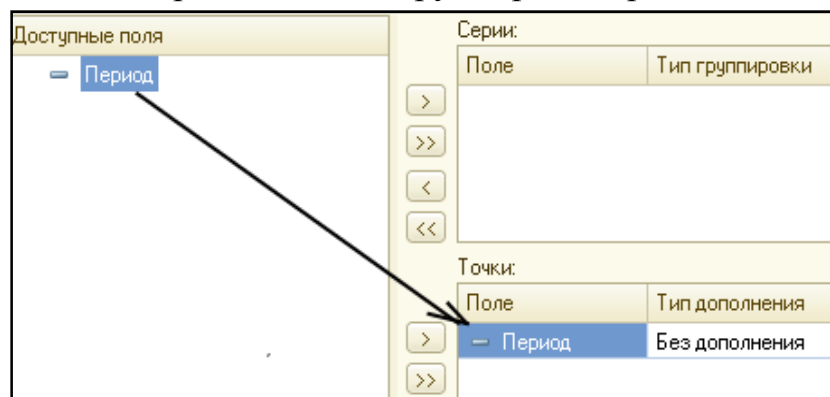 Доступные поля
Период
Серии:
Поле Тип группировки
>
>>
<
<<
Точки:
Поле Тип дополнения
> Период Без дополнения
>>